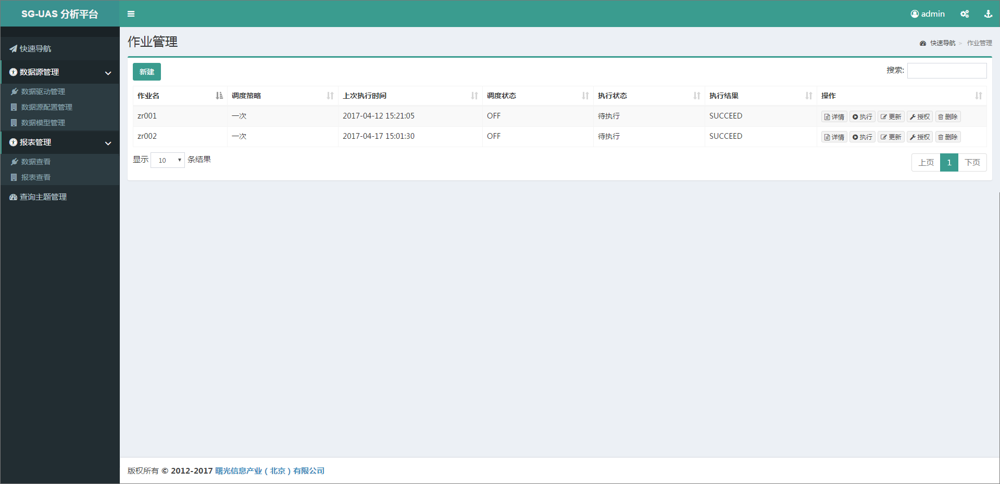 SG-UAS 分析平台
admin
快速导航
数据源管理
数据驱动管理
数据源配置管理
数据模型管理
报表管理
数据查看
报表查看
查询主题管理
作业管理
快速导航 > 作业管理
新建
搜索:
作业名 调度策略 上次执行时间 调度状态 执行状态 执行结果 操作
zr001 一次 2017-04-12 15:21:05 OFF 待执行 SUCCEED 详情 执行 更新 授权 删除
zr002 一次 2017-04-17 15:01:30 OFF 待执行 SUCCEED 详情 执行 更新 授权 删除
显示 10 条结果
上页 1 下页
版权所有 © 2012-2017 曙光信息产业（北京）有限公司